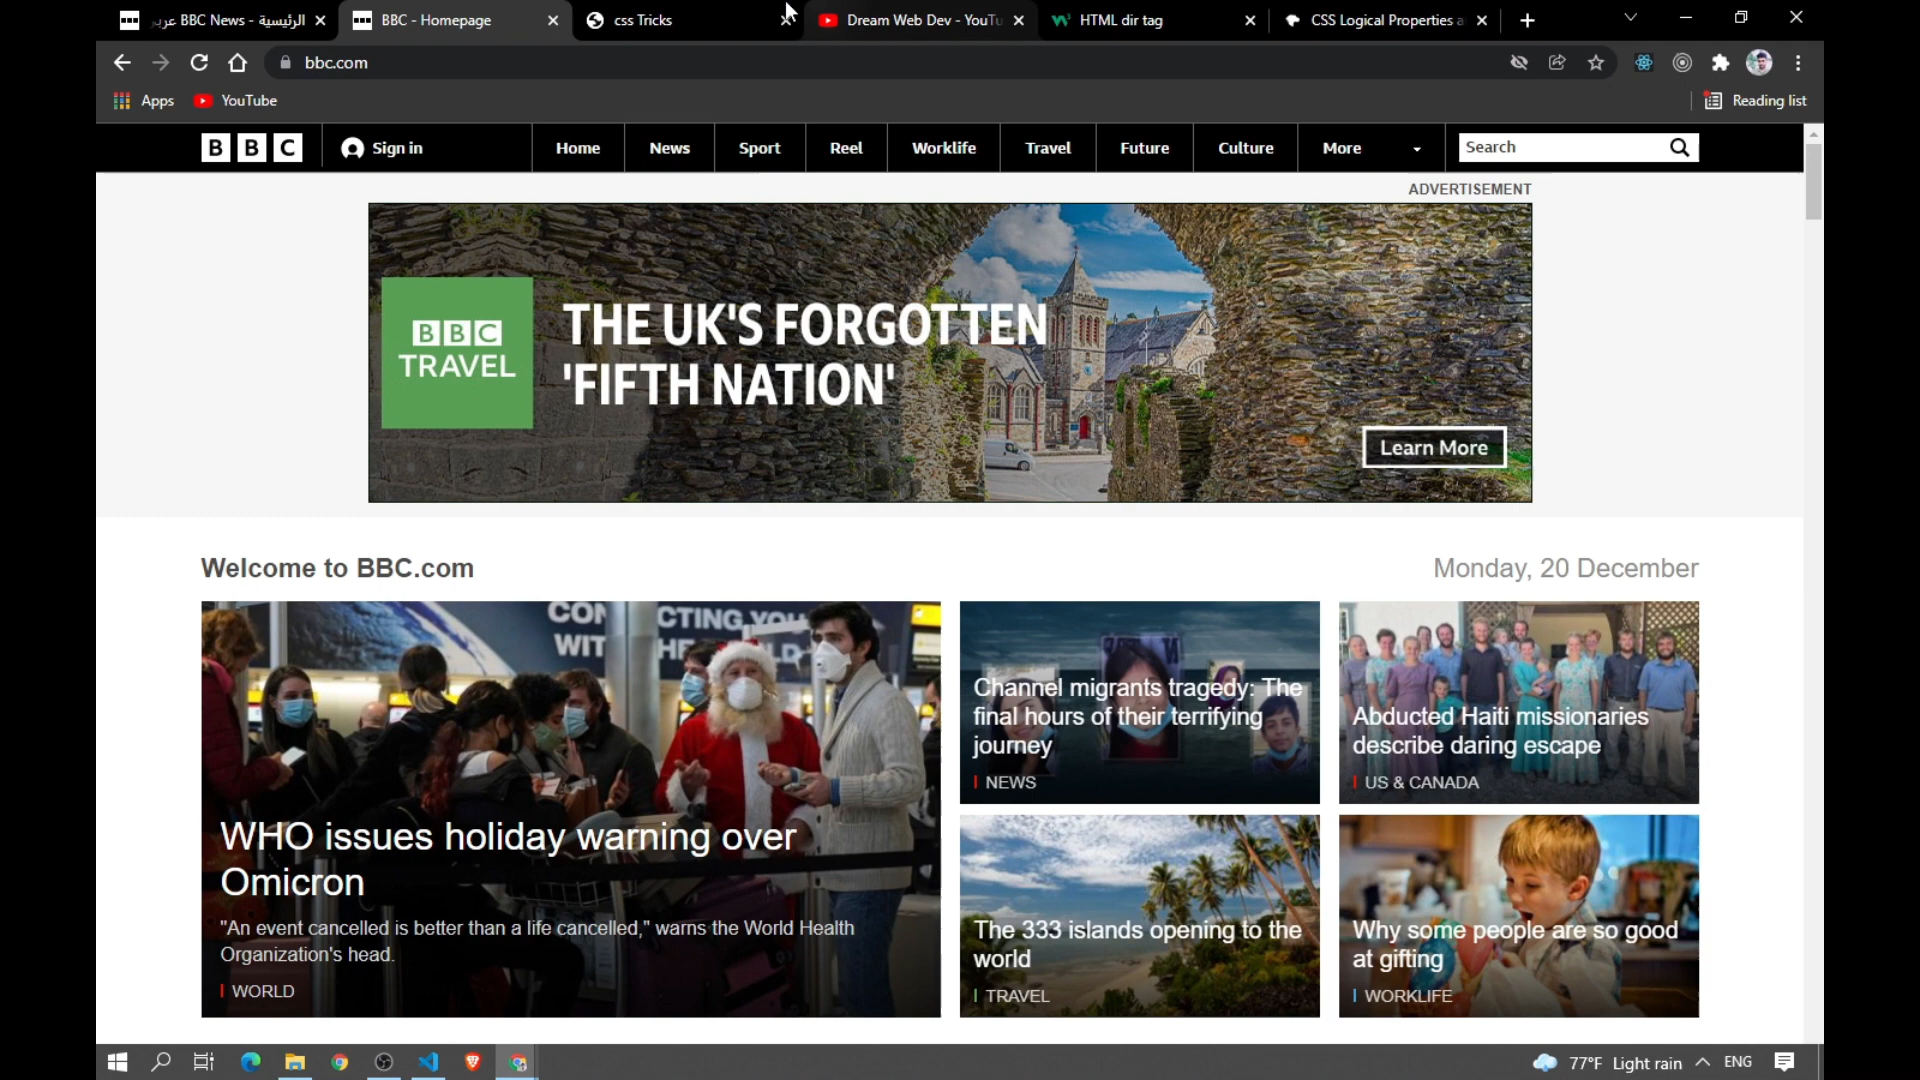 BBC News - الرئيسية
BBC - Homepage
css Tricks
Dream Web Dev - YouTu
HTML dir tag
CSS Logical Properties a
bbc.com
Apps
YouTube
Reading list
BBC
Sign in
Home
News
Sport
Reel
Worklife
Travel
Future
Culture
More
Search
ADVERTISEMENT
BBC
TRAVEL
THE UK'S FORGOTTEN
'FIFTH NATION'
Learn More
Welcome to BBC.com
Monday, 20 December
WHO issues holiday warning over
Omicron
"An event cancelled is better than a life cancelled," warns the World Health
Organization's head.
WORLD
Channel migrants tragedy: The
final hours of their terrifying
journey
NEWS
Abducted Haiti missionaries
describe daring escape
US & CANADA
The 333 islands opening to the
world
TRAVEL
Why some people are so good
at gifting
WORKLIFE
77°F Light rain
ENG